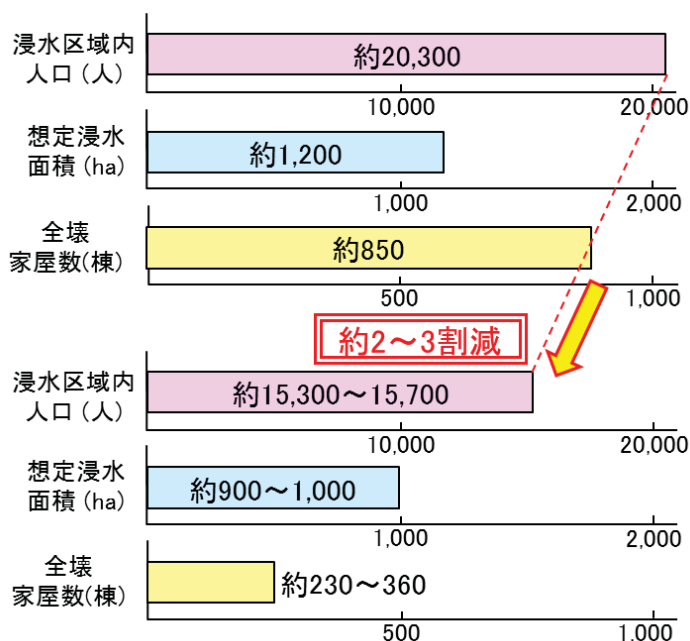 浸水区域内
人口（人）
約20,300
10,000
20,000
想定浸水
面積（ha）
約1,200
1,000
2,000
全壊
家屋数(棟)
約850
500
1,000
約2～3割減
浸水区域内
人口（人）
約15,300～15,700
10,000
20,000
想定浸水
面積（ha）
約900～1,000
1,000
2,000
全壊
家屋数(棟)
約230～360
500
1,000